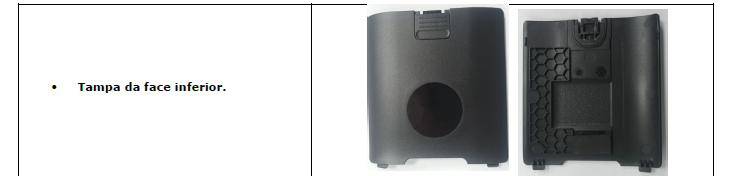 • Tampa da face inferior.